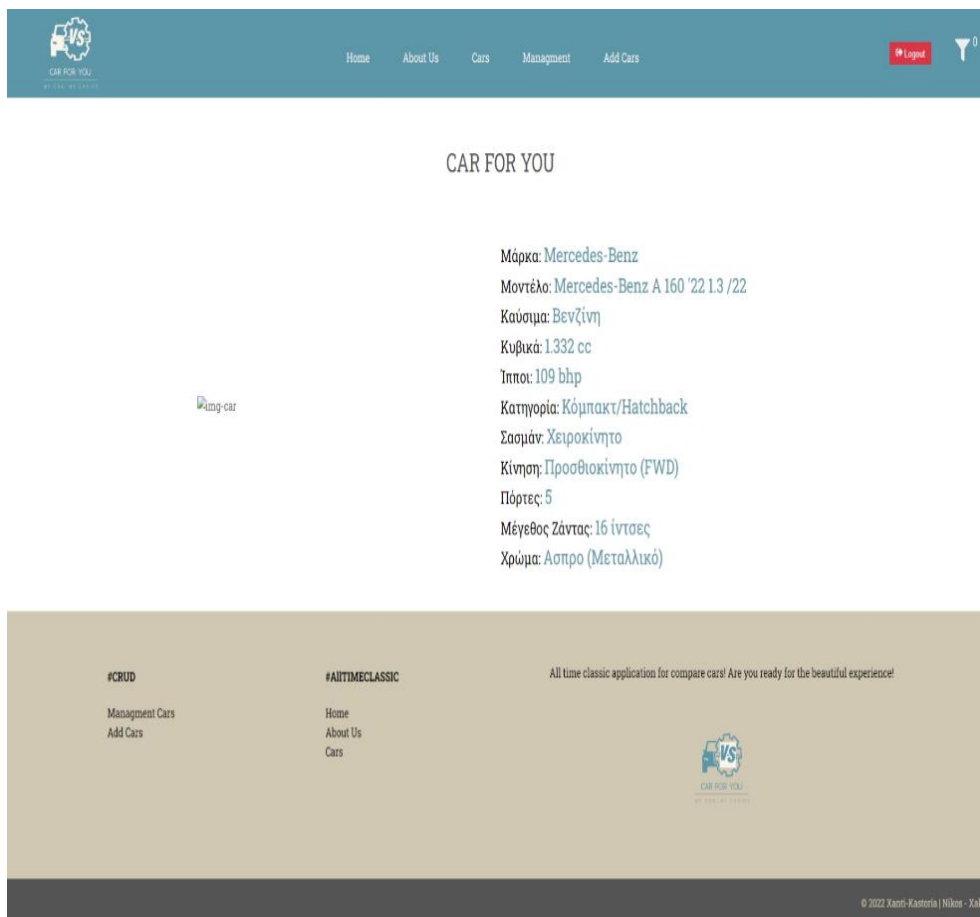 VS
CAR FOR YOU
Home About Us Cars Managment Add Cars
Logout
0
CAR FOR YOU
Μάρκα: Mercedes-Benz
Μοντέλο: Mercedes-Benz A 160 '22 1.3 /22
Καύσιμα: Βενζίνη
Κυβικά: 1.332 cc
Ίπποι: 109 bhp
img-car
Κατηγορία: Κόμπακτ/Hatchback
Σασμάν: Χειροκίνητο
Κίνηση: Προσθιοκίνητο (FWD)
Πόρτες: 5
Μέγεθος Ζάντας: 16 ίντσες
Χρώμα: Ασπρο (Μεταλλικό)
#CRUD
Managment Cars
Add Cars
#AllTIMECLASSIC
Home
About Us
Cars
All time classic application for compare cars! Are you ready for the beautiful experience!
VS
CAR FOR YOU
© 2022 Xanti-Kastoria | Nikos -